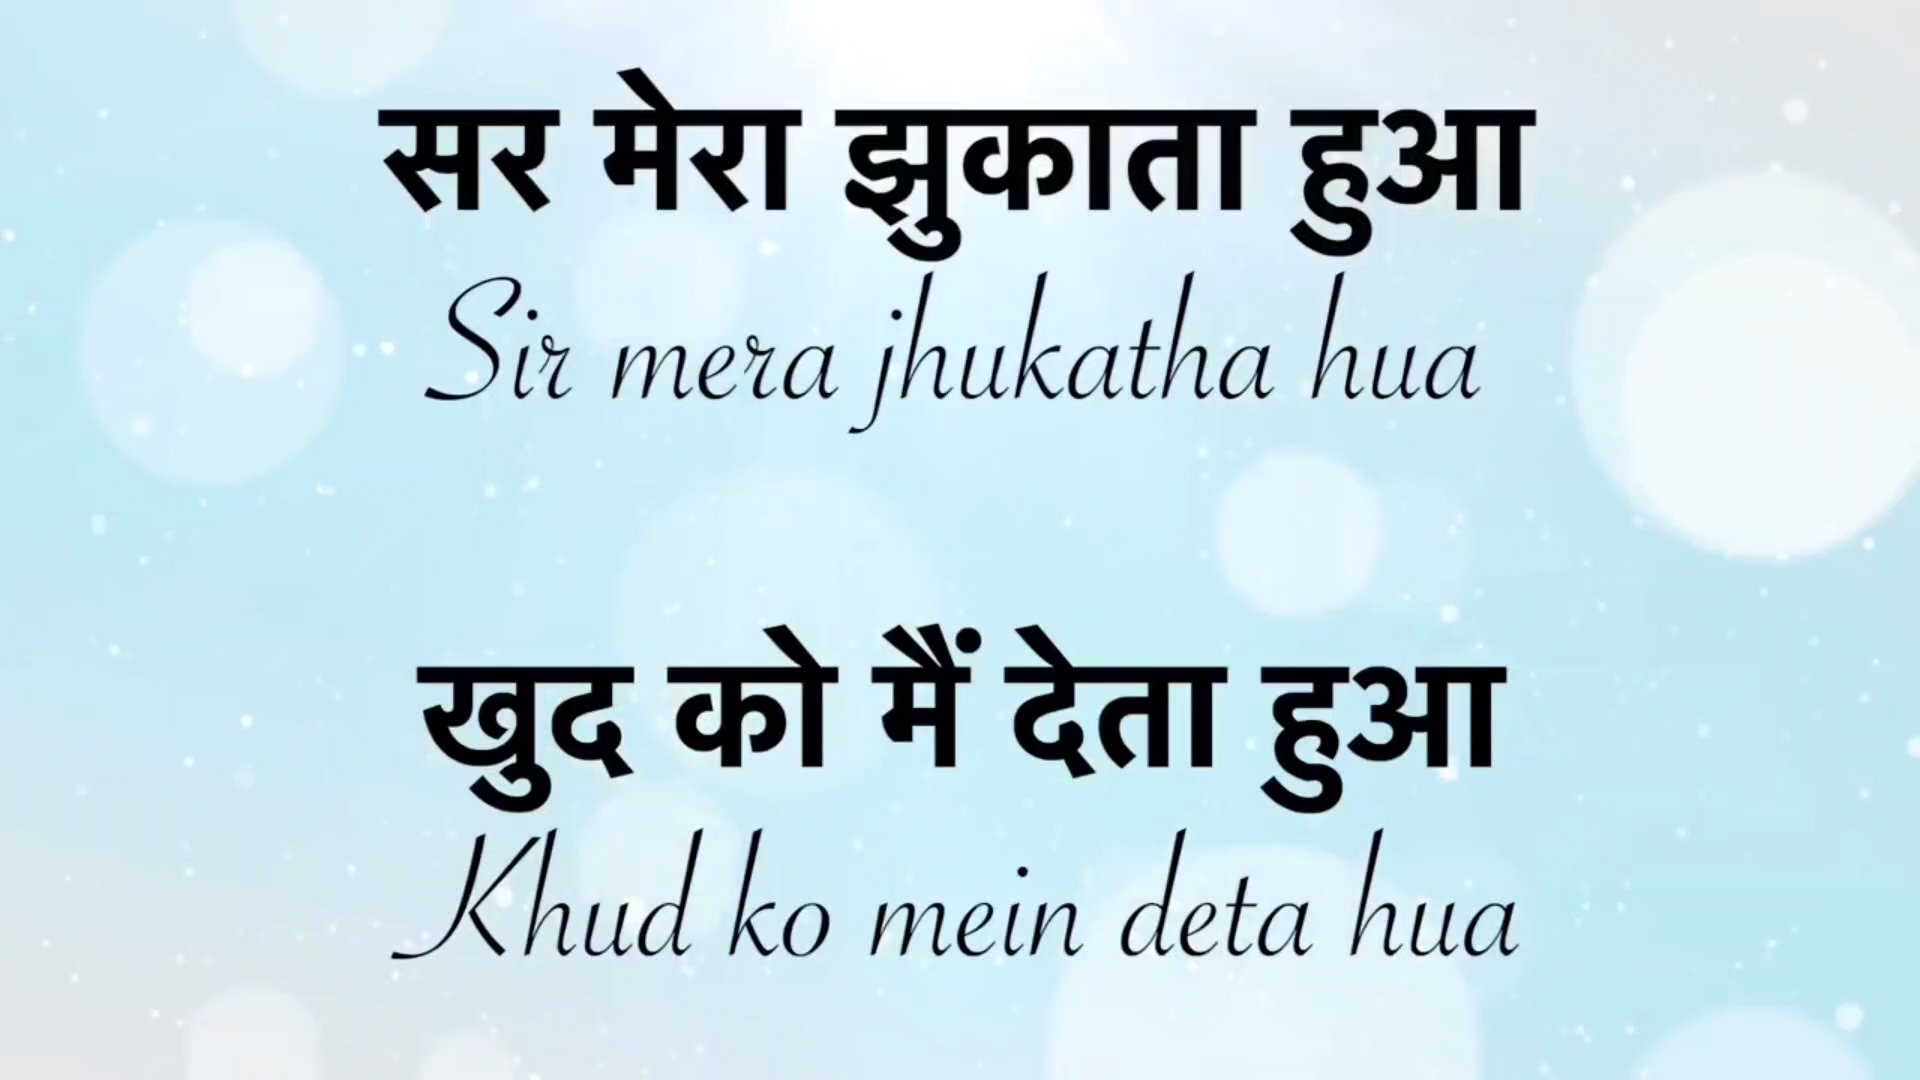 सर मेरा झुकाता हुआ
Sir mera jhukatha hua
खुद को मैं देता हुआ
Khud ko mein deta hua